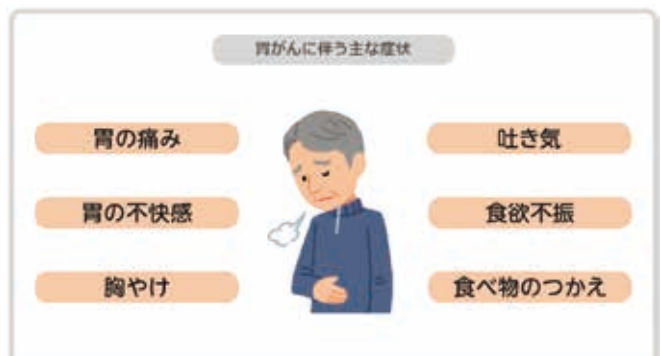 胃がんに伴う主な症状
胃の痛み
胃の不快感
胸やけ
吐き気
食欲不振
食べ物のつかえ